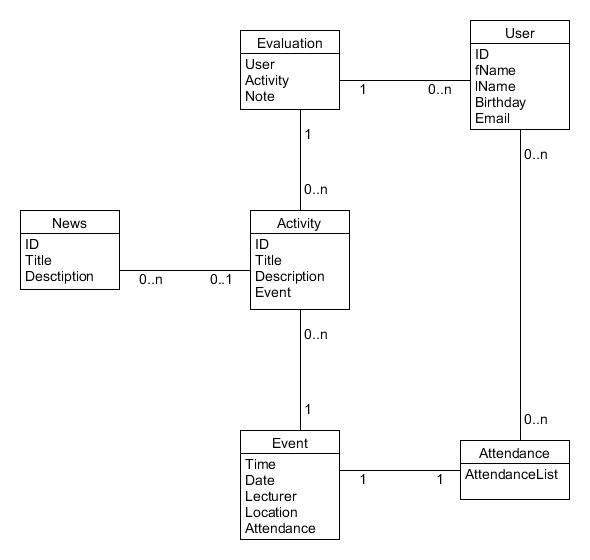 Evaluation
User
Activity
Note
User
ID
fName
lName
Birthday
Email
1
0..n
1
0..n
0..n
News
ID
Title
Desctiption
0..n
0..1
Activity
ID
Title
Description
Event
0..n
1
0..n
Event
Time
Date
Lecturer
Location
Attendance
1
1
Attendance
AttendanceList